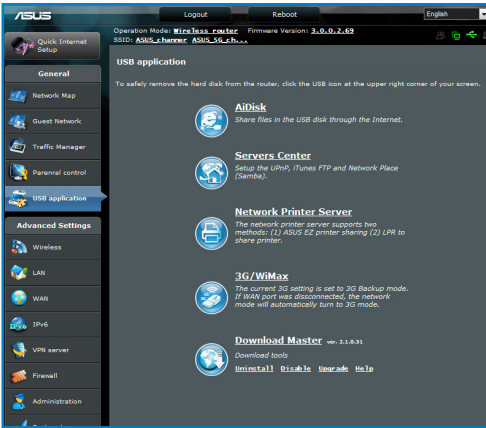 ASUS
Logout
Reboot
English
Operation Mode: Wireless router Firmware Version: 3.0.0.2.69
SSID: ASUS_channer ASUS_5G_ch...
Quick Internet
Setup
General
Network Map
Guest Network
Traffic Manager
Parenral control
USB application
Advanced Settings
Wireless
LAN
WAN
IPv6
VPN server
Firewall
Administration
USB application
To safely remove the hard disk from the router, click the USB icon at the upper right corner of your screen.
AiDisk
Share files in the USB disk through the Internet.
Servers Center
Setup the UPnP, iTunes FTP and Network Place
(Samba).
Network Printer Server
The network printer server supports two
methods: (1) ASUS EZ printer sharing (2) LPR to
share printer.
3G/WiMax
The current 3G setting is set to 3G Backup mode.
If WAN port was dissconnected, the network
mode will automatically turn to 3G mode.
Download Master ver. 2.1.0.31
Download tools
Uninstall Disable Upgrade Help